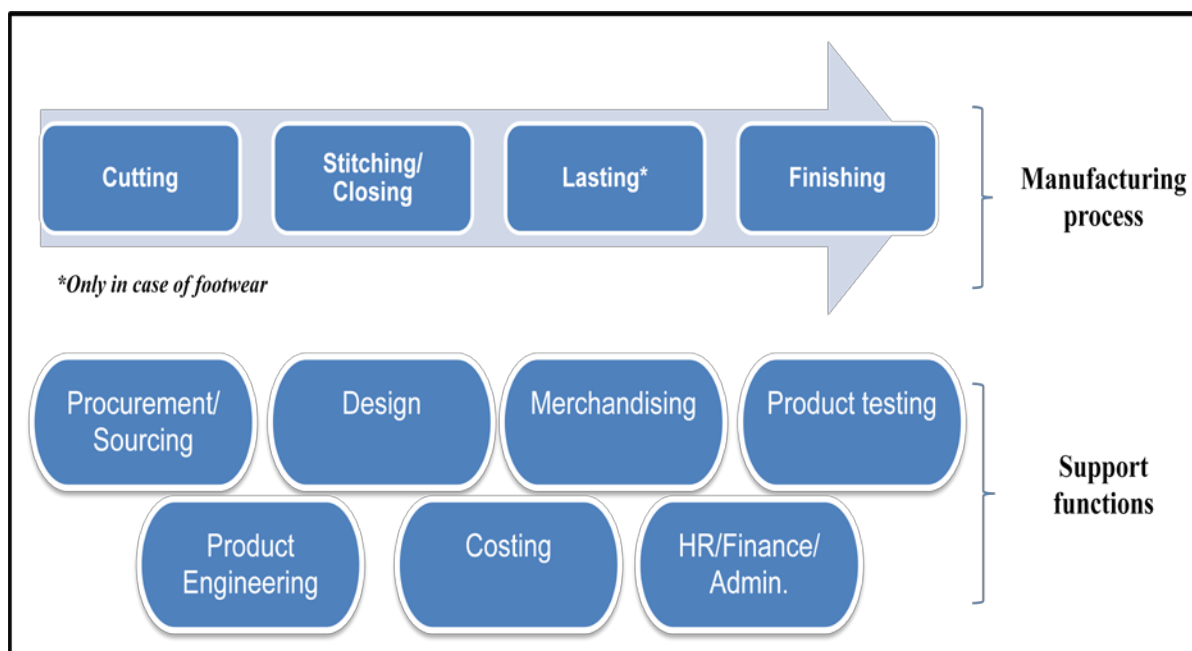 Cutting
Stitching/
Closing
Lasting*
Finishing
Manufacturing
process
*Only in case of footwear
Procurement/
Sourcing
Design
Merchandising
Product testing
Product
Engineering
Costing
HR/Finance/
Admin.
Support
functions